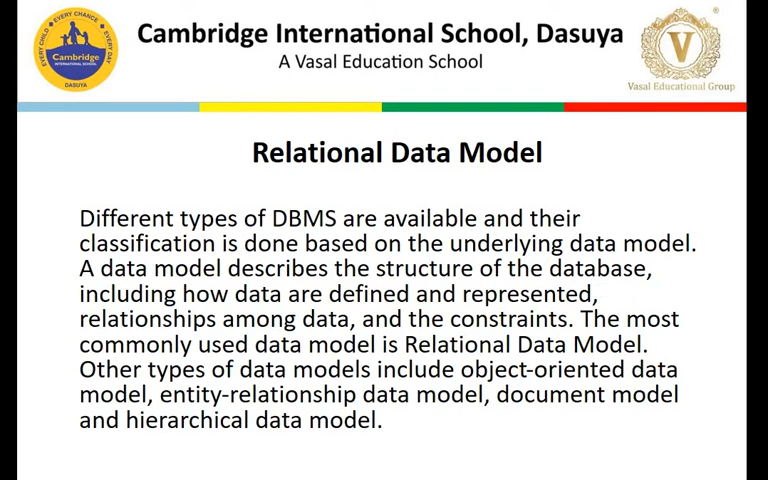 Cambridge International School, Dasuya
A Vasal Education School
EVERY CHILD ★ EVERY CHANCE ★ EVERY DAY
Cambridge
INTERNATIONAL SCHOOL
DASUYA
V
®
Vasal Educational Group
Relational Data Model
Different types of DBMS are available and their
classification is done based on the underlying data model.
A data model describes the structure of the database,
including how data are defined and represented,
relationships among data, and the constraints. The most
commonly used data model is Relational Data Model.
Other types of data models include object-oriented data
model, entity-relationship data model, document model
and hierarchical data model.